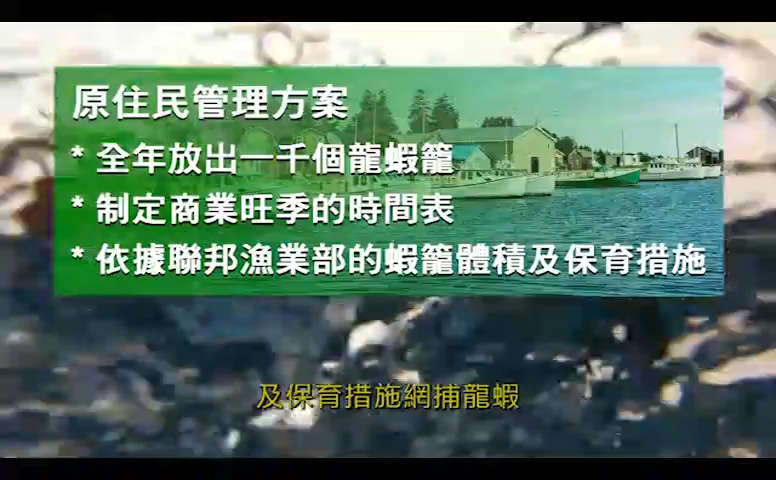 原住民管理方案
* 全年放出一千個龍蝦籠
* 制定商業旺季的時間表
* 依據聯邦漁業部的蝦籠體積及保育措施
及保育措施網捕龍蝦